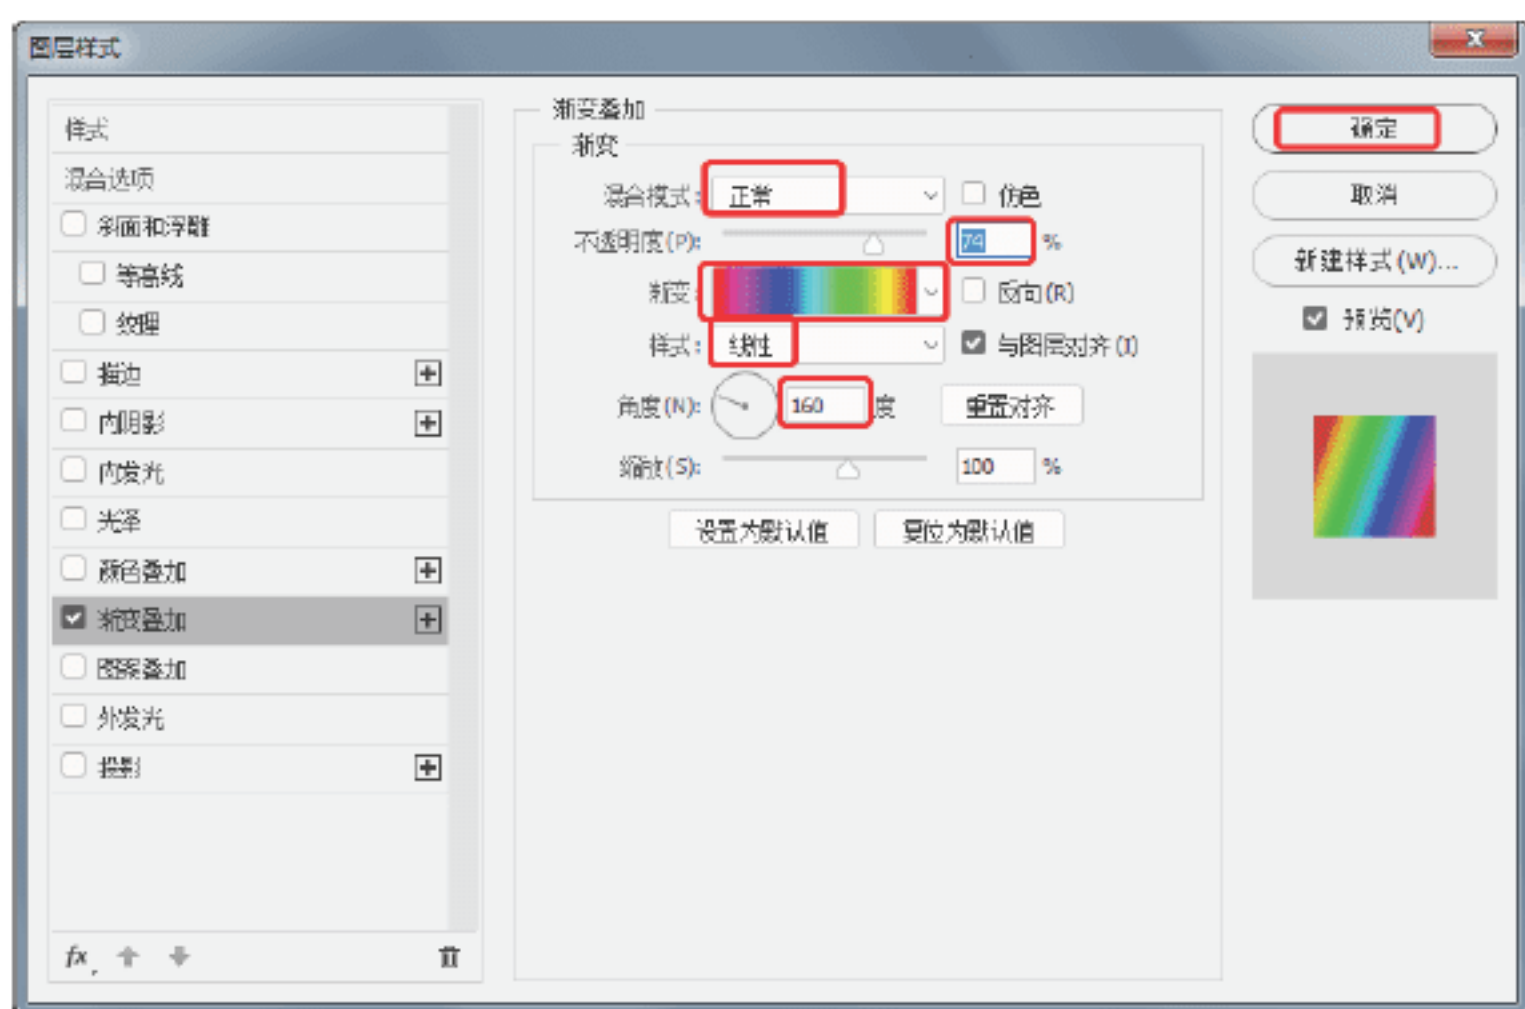 图层样式
样式
混合选项
斜面和浮雕
等高线
纹理
描边
内阴影
内发光
光泽
颜色叠加
渐变叠加
图案叠加
外发光
投影
fx
渐变叠加
渐变
混合模式: 正常 仿色
不透明度(P): 74 %
渐变: 反向(R)
样式: 线性 与图层对齐(I)
角度(N): 160 度 重置对齐
缩放(S): 100 %
设置为默认值 复位为默认值
确定
取消
新建样式(W)...
预览(V)